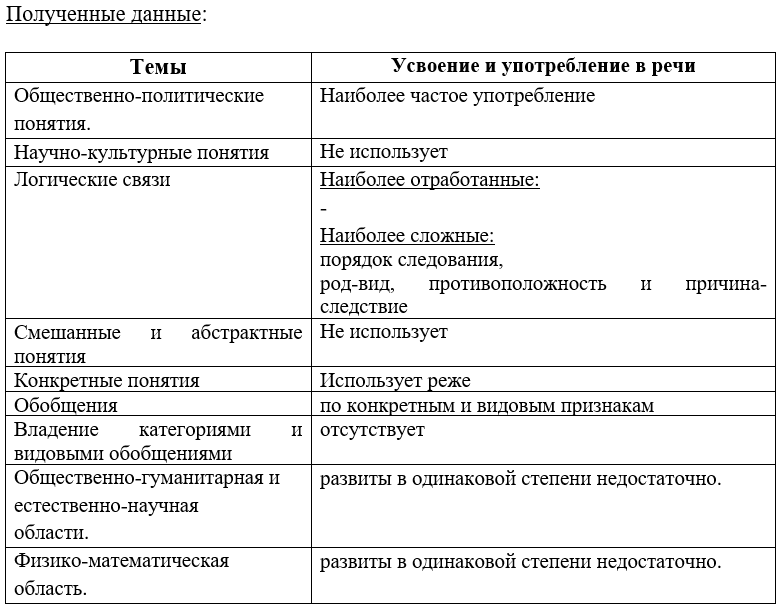 Полученные данные:
Темы
Усвоение и употребление в речи
Общественно-политические
понятия.
Наиболее частое употребление
Научно-культурные понятия
Не использует
Логические связи
Наиболее отработанные:
-
Наиболее сложные:
порядок следования,
род-вид, противоположность и причина-
следствие
Смешанные и абстрактные
понятия
Не использует
Конкретные понятия
Использует реже
Обобщения
по конкретным и видовым признакам
Владение категориями и
видовыми обобщениями
отсутствует
Общественно-гуманитарная и
естественно-научная
области.
развиты в одинаковой степени недостаточно.
Физико-математическая
область.
развиты в одинаковой степени недостаточно.